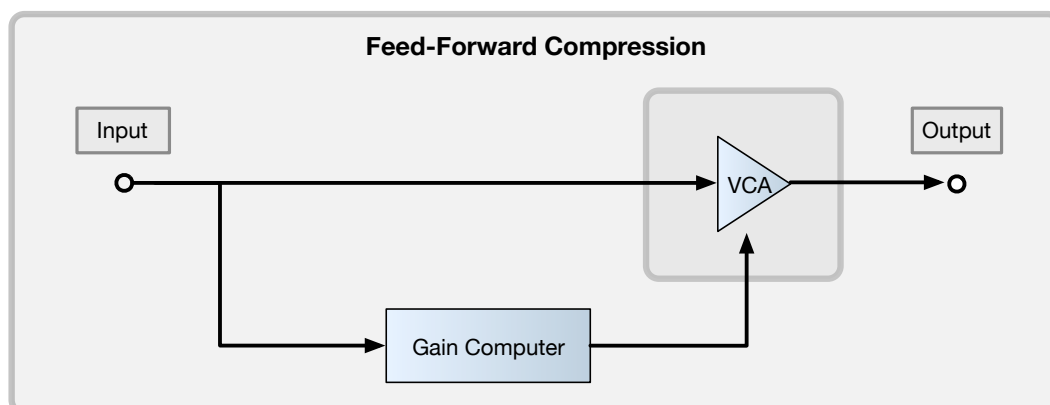 Feed-Forward Compression
Input
Output
VCA
Gain Computer